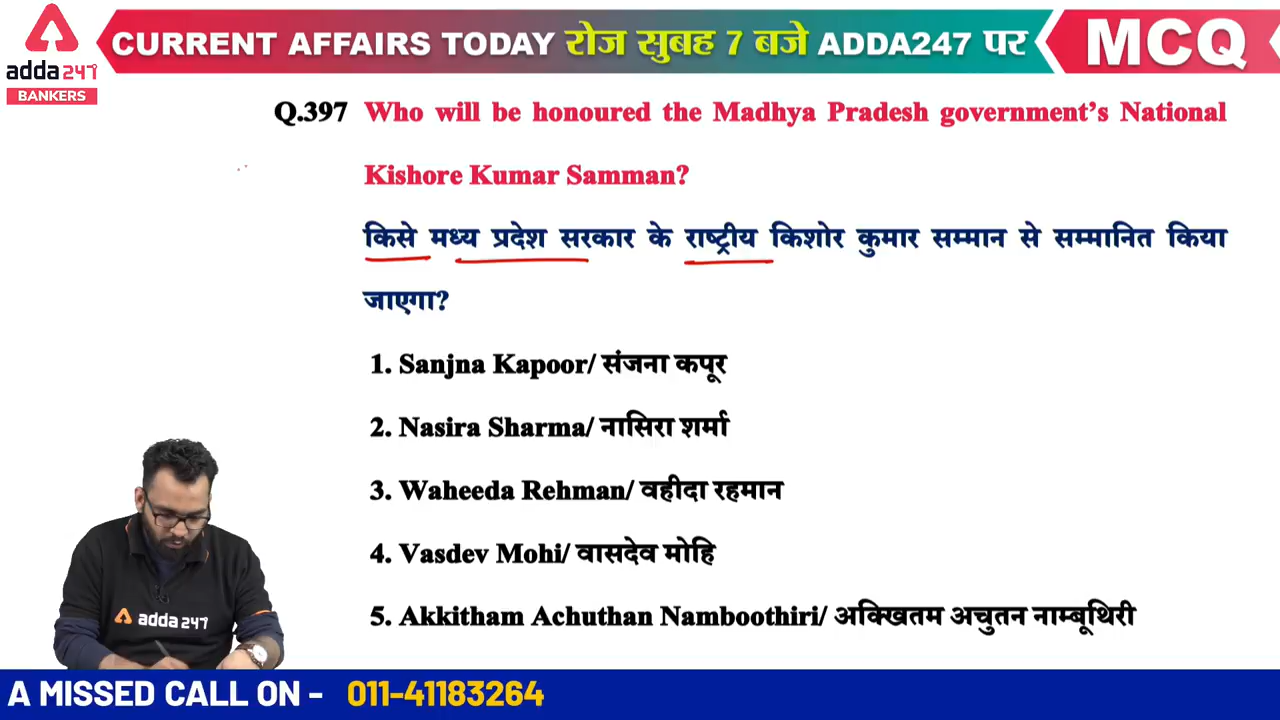 CURRENT AFFAIRS TODAY रोज सुबह 7 बजे ADDA247 पर
MCQ
adda247
BANKERS
Q.397 Who will be honoured the Madhya Pradesh government's National
Kishore Kumar Samman?
किसे मध्य प्रदेश सरकार के राष्ट्रीय किशोर कुमार सम्मान से सम्मानित किया
जाएगा?
1. Sanjna Kapoor/ संजना कपूर
2. Nasira Sharma/ नासिरा शर्मा
3. Waheeda Rehman/ वहीदा रहमान
4. Vasdev Mohi/ वासदेव मोहि
5. Akkitham Achuthan Namboothiri/ अक्खितम अचुतन नाम्बूथिरी
adda247
A MISSED CALL ON - 011-41183264